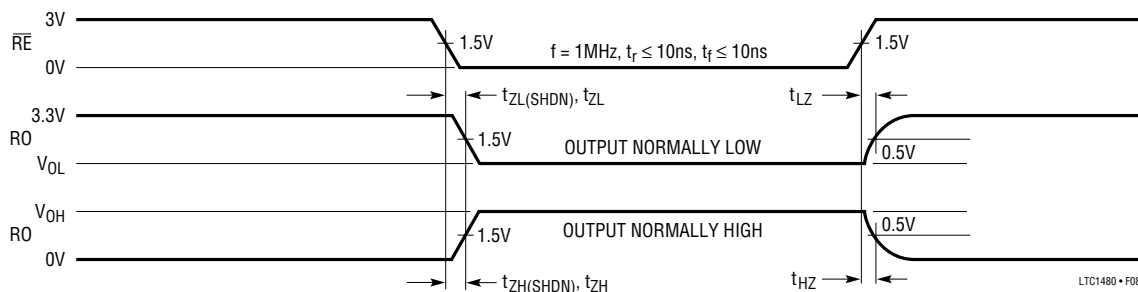 3V
RE
1.5V
f = 1MHz, tr ≤ 10ns, tf ≤ 10ns
1.5V
0V
tZL(SHDN), tZL
tLZ
3.3V
RO
1.5V
OUTPUT NORMALLY LOW
0.5V
VOL
VOH
RO
1.5V
OUTPUT NORMALLY HIGH
0.5V
0V
tZH(SHDN), tZH
tHZ
LTC1480 • F08